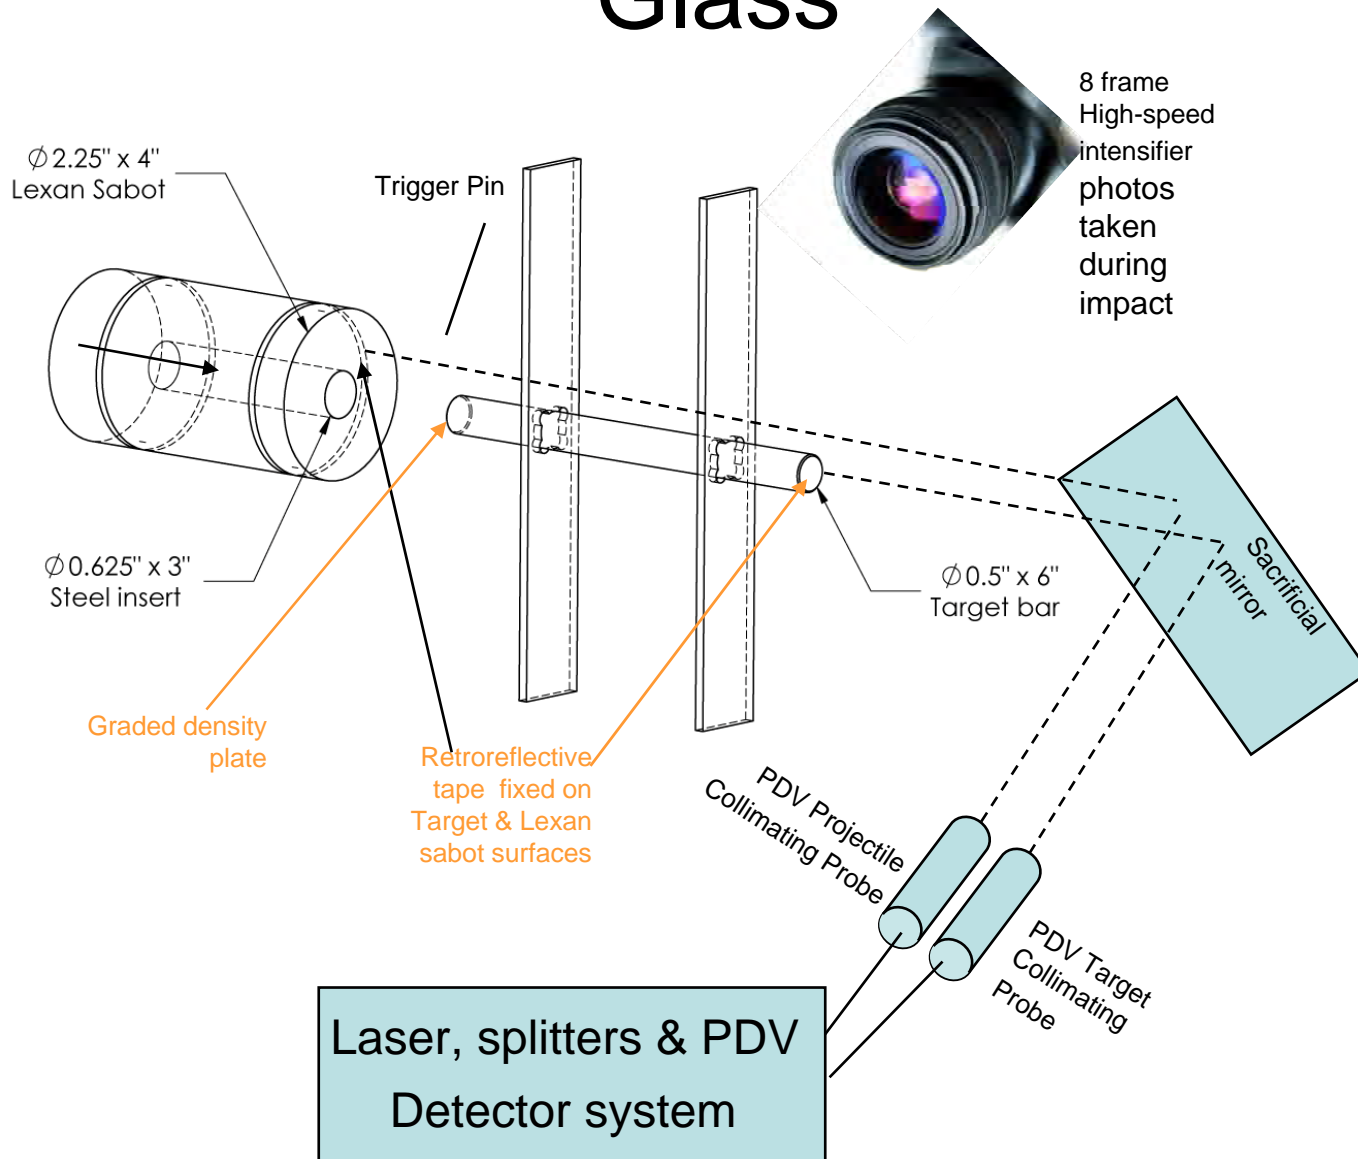 Glass
8 frame
High-speed
intensifier
photos
taken
during
impact
∅2.25" x 4"
Lexan Sabot
Trigger Pin
∅0.625" x 3"
Steel insert
∅0.5" x 6"
Target bar
Sacrificial
mirror
Graded density
plate
Retroreflective
tape fixed on
Target & Lexan
sabot surfaces
PDV Projectile
Collimating Probe
PDV Target
Collimating
Probe
Laser, splitters & PDV
Detector system